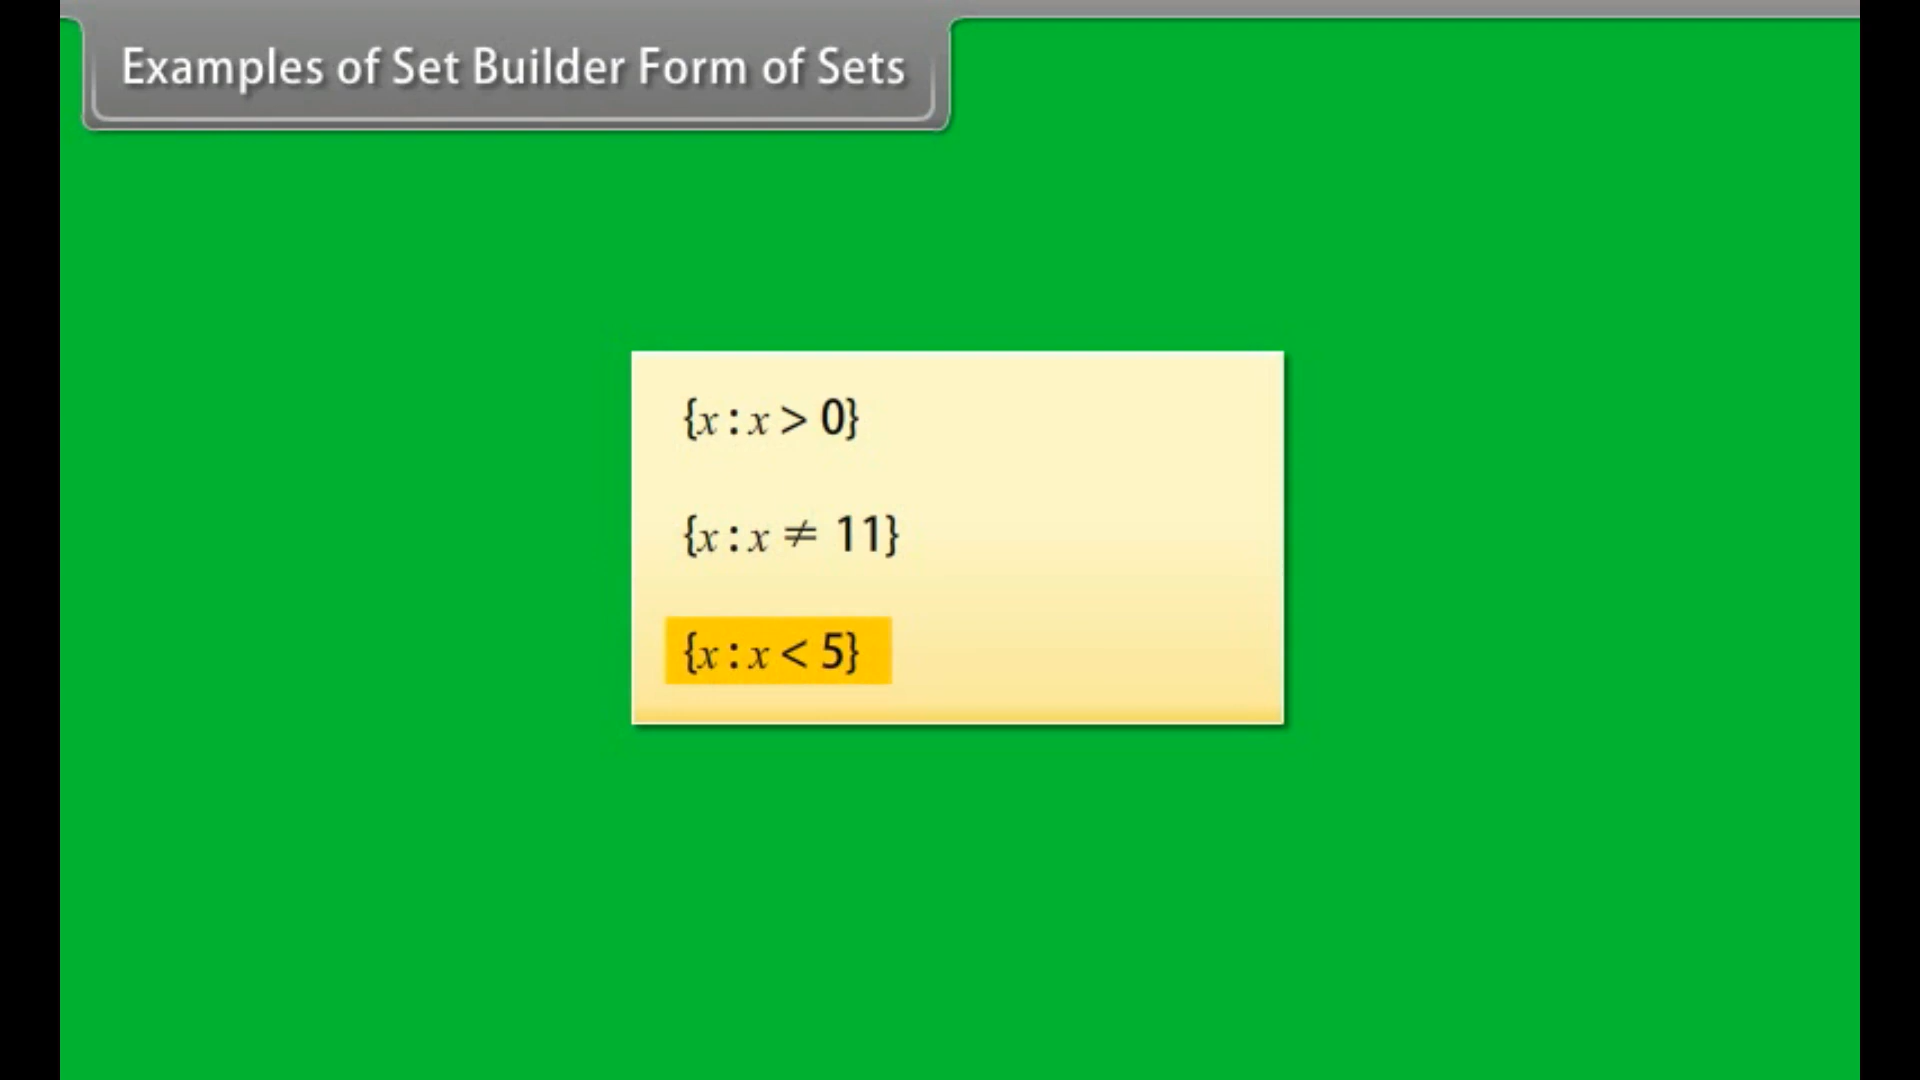 Examples of Set Builder Form of Sets
{x : x > 0}
{x : x ≠ 11}
{x : x < 5}